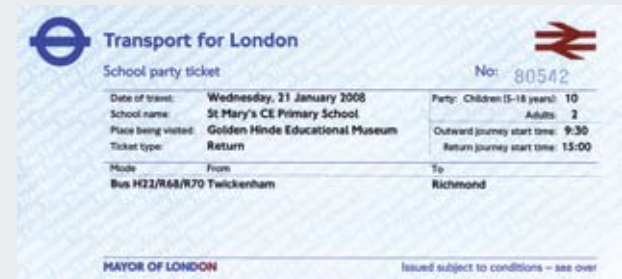 Transport for London
School party ticket No: 80542
Date of travel: Wednesday, 21 January 2008 Party: Children (5-18 years): 10
School name: St Mary's CE Primary School Adults: 2
Place being visited: Golden Hinde Educational Museum Outward journey start time: 9:30
Ticket type: Return Return journey start time: 15:00
Mode From To
Bus H22/R68/R70 Twickenham Richmond
MAYOR OF LONDON Issued subject to conditions – see over